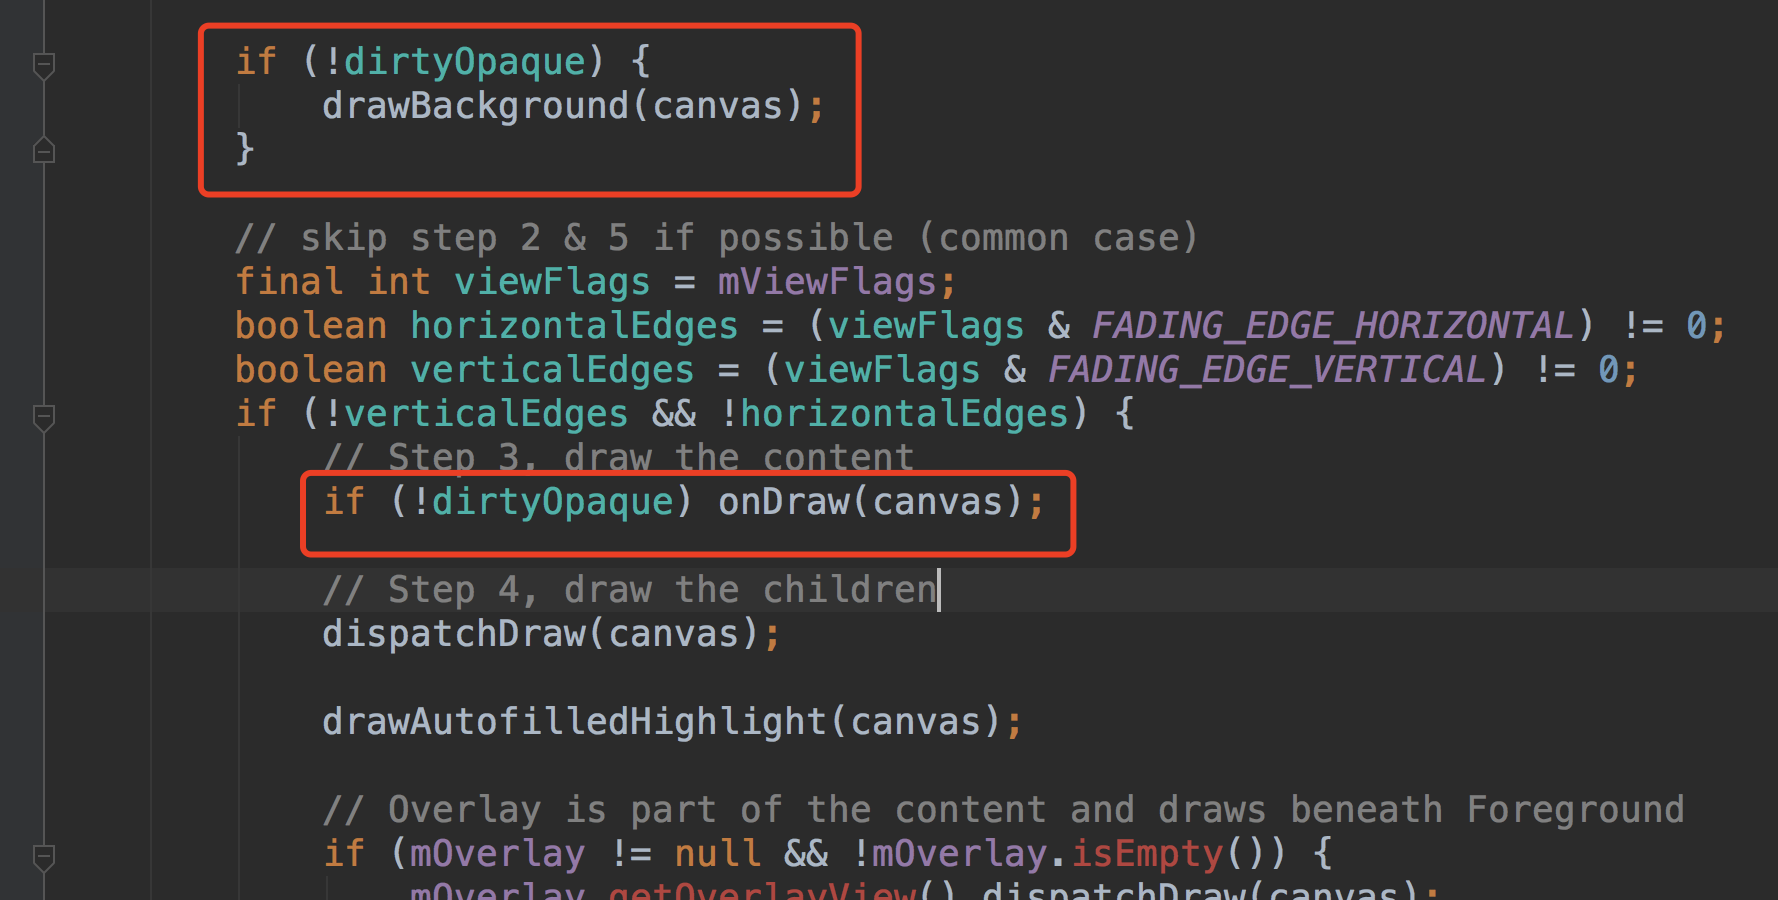 if (!dirtyOpaque) {
    drawBackground(canvas);
}
// skip step 2 & 5 if possible (common case)
final int viewFlags = mViewFlags;
boolean horizontalEdges = (viewFlags & FADING_EDGE_HORIZONTAL) != 0;
boolean verticalEdges = (viewFlags & FADING_EDGE_VERTICAL) != 0;
if (!verticalEdges && !horizontalEdges) {
    // Step 3, draw the content
    if (!dirtyOpaque) onDraw(canvas);
    // Step 4, draw the children
    dispatchDraw(canvas);
    drawAutofilledHighlight(canvas);
    // Overlay is part of the content and draws beneath Foreground
    if (mOverlay != null && !mOverlay.isEmpty()) {
        mOverlay.getOverlayView().dispatchDraw(canvas);